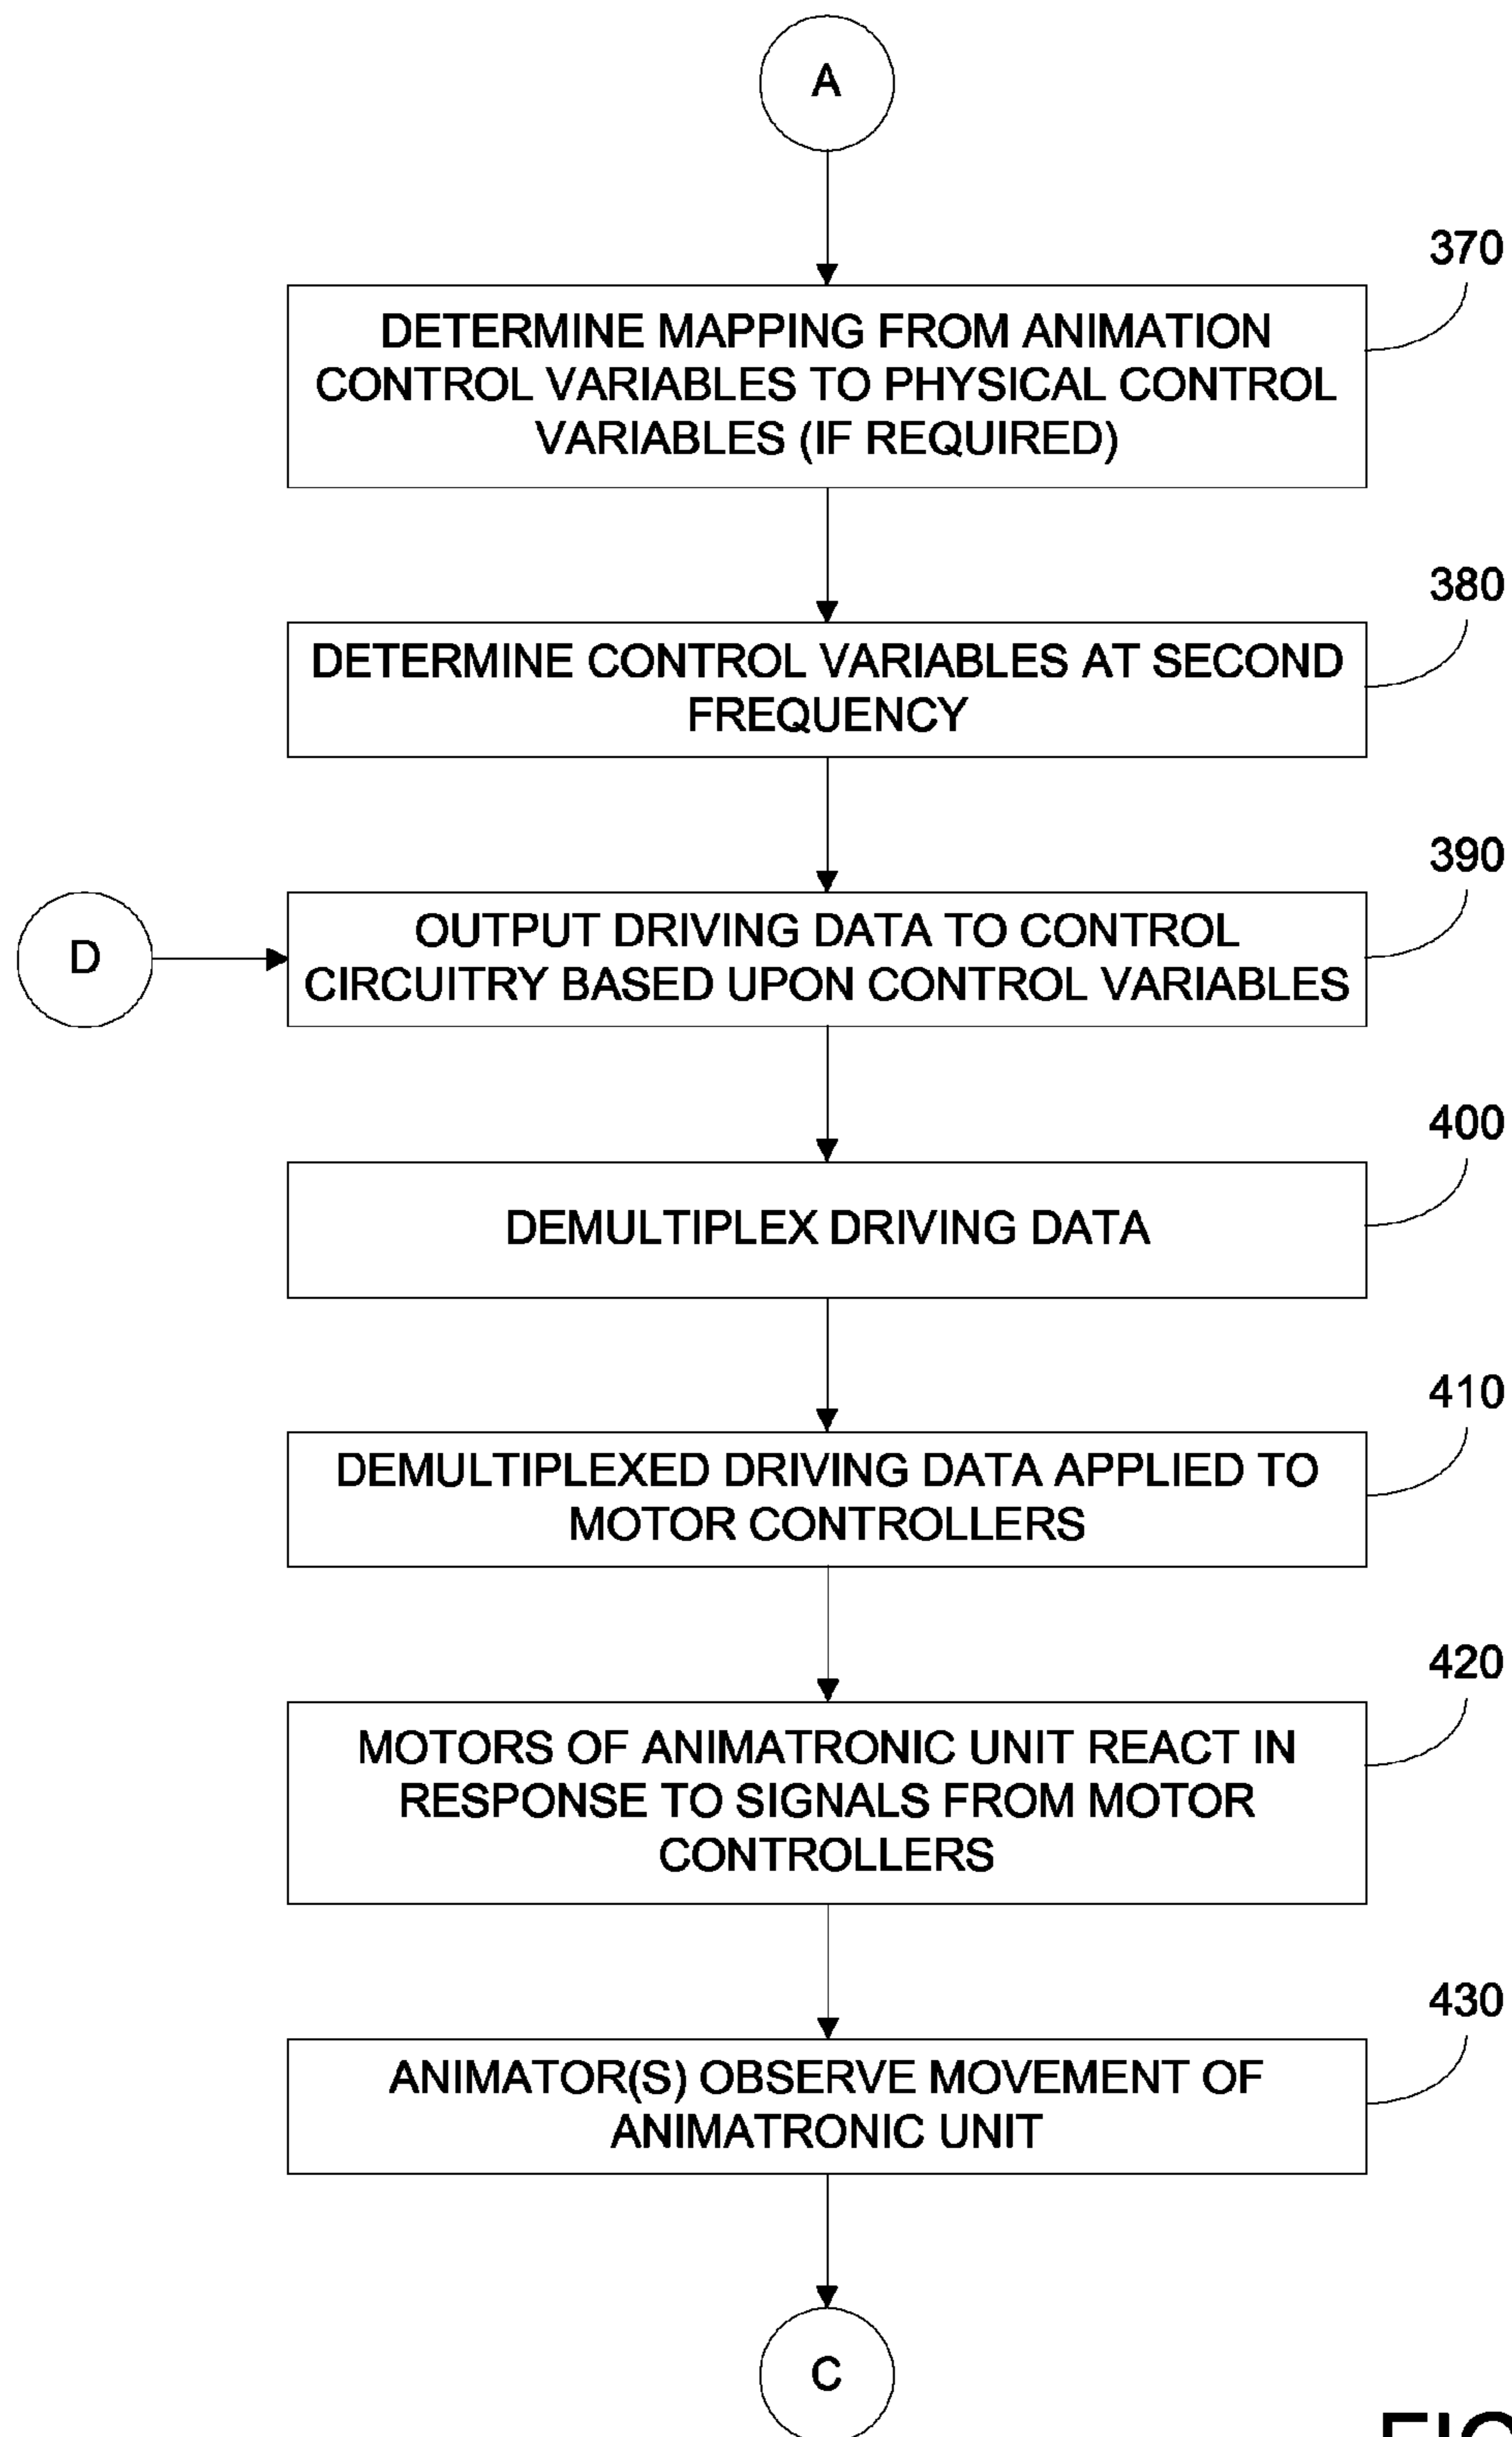 A
370
DETERMINE MAPPING FROM ANIMATION
CONTROL VARIABLES TO PHYSICAL CONTROL
VARIABLES (IF REQUIRED)
380
DETERMINE CONTROL VARIABLES AT SECOND
FREQUENCY
390
D
OUTPUT DRIVING DATA TO CONTROL
CIRCUITRY BASED UPON CONTROL VARIABLES
400
DEMULTIPLEX DRIVING DATA
410
DEMULTIPLEXED DRIVING DATA APPLIED TO
MOTOR CONTROLLERS
420
MOTORS OF ANIMATRONIC UNIT REACT IN
RESPONSE TO SIGNALS FROM MOTOR
CONTROLLERS
430
ANIMATOR(S) OBSERVE MOVEMENT OF
ANIMATRONIC UNIT
C